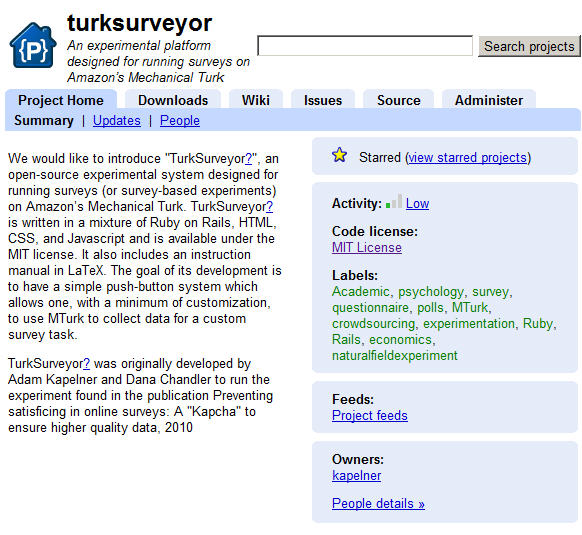 turksurveyor
An experimental platform
designed for running surveys on
Amazon's Mechanical Turk
Search projects
{P}
Project Home Downloads Wiki Issues Source Administer
Summary | Updates | People
We would like to introduce "TurkSurveyor?", an
open-source experimental system designed for
running surveys (or survey-based experiments)
on Amazon's Mechanical Turk. TurkSurveyor?
is written in a mixture of Ruby on Rails, HTML,
CSS, and Javascript and is available under the
MIT license. It also includes an instruction
manual in LaTeX. The goal of its development is
to have a simple push-button system which
allows one, with a minimum of customization,
to use MTurk to collect data for a custom
survey task.
TurkSurveyor? was originally developed by
Adam Kapelner and Dana Chandler to run the
experiment found in the publication Preventing
satisficing in online surveys: A "Kapcha" to
ensure higher quality data, 2010
Starred (view starred projects)
Activity: Low
Code license:
MIT License
Labels:
Academic, psychology, survey,
questionnaire, polls, MTurk,
crowdsourcing, experimentation, Ruby,
Rails, economics,
naturalfieldexperiment
Feeds:
Project feeds
Owners:
kapelner
People details »